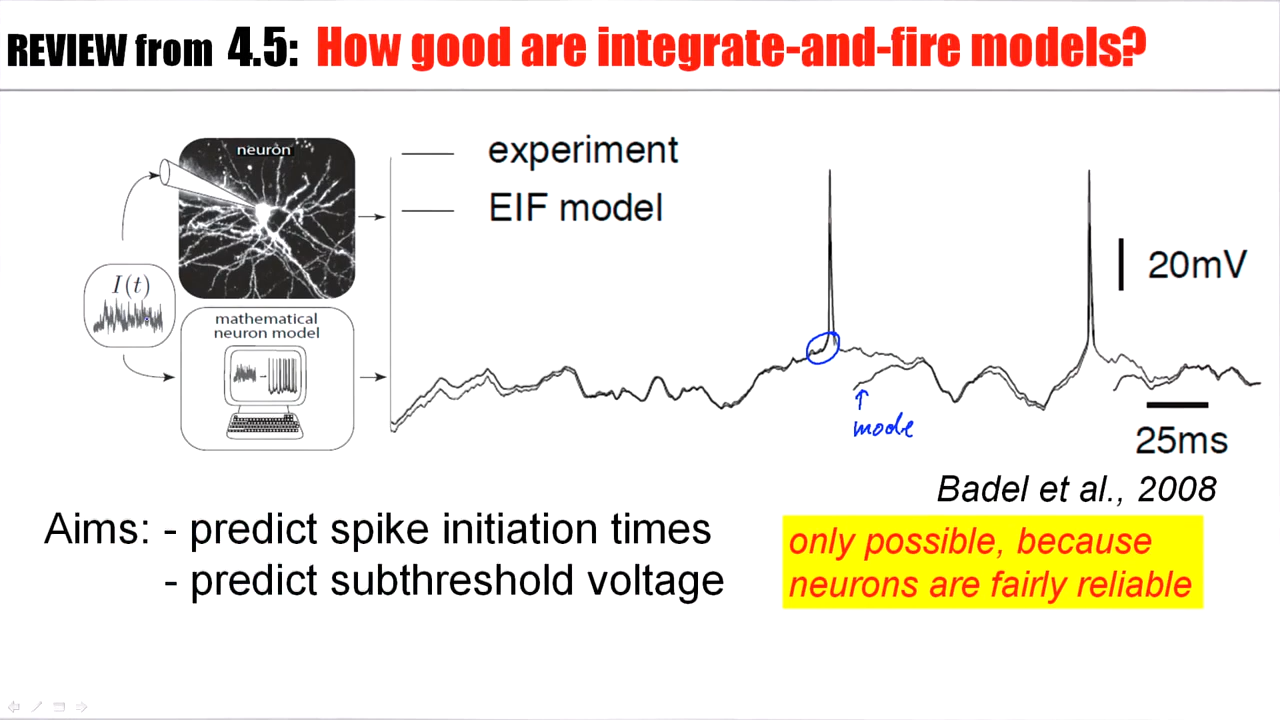 REVIEW from 4.5: How good are integrate-and-fire models?
neuron
experiment
EIF model
I(t)
mathematical
neuron model
20mV
mode
25ms
Badel et al., 2008
Aims: - predict spike initiation times
- predict subthreshold voltage
only possible, because
neurons are fairly reliable